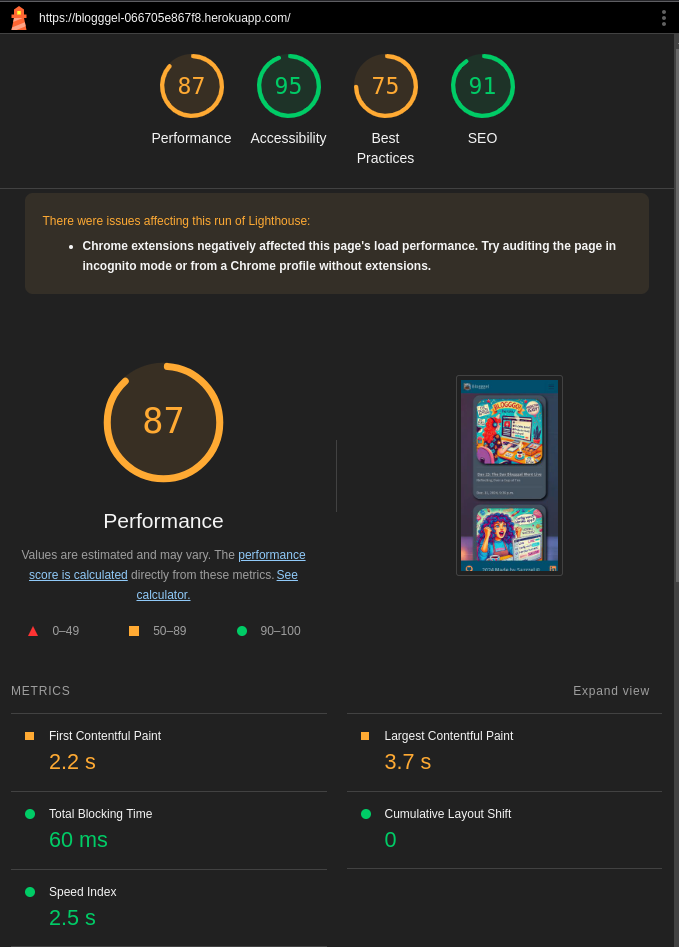 https://blogggel-066705e867f8.herokuapp.com/
87
95
75
91
Performance
Accessibility
Best
Practices
SEO
There were issues affecting this run of Lighthouse:
• Chrome extensions negatively affected this page's load performance. Try auditing the page in
incognito mode or from a Chrome profile without extensions.
87
Performance
Values are estimated and may vary. The performance
score is calculated directly from these metrics. See
calculator.
0–49
50–89
90–100
Blogggel
BLOGGGEL
METRICS
Expand view
First Contentful Paint
2.2 s
Largest Contentful Paint
3.7 s
Total Blocking Time
60 ms
Cumulative Layout Shift
0
Speed Index
2.5 s